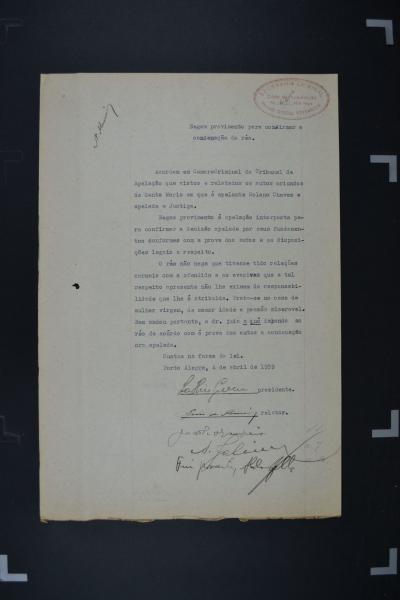 Negam provimento para confirmar a
condenação do réu.
Acordam em Camara Criminal do Tribunal de
Apelação que vistos e relatados os autos oriundos
de Santa Maria em que é apelante Rolano Chaves e
apelada a Justiça.
Negam provimento á apelação interposta pa-
ra confirmar a decisão apelada por seus fundamen-
tos conformes com a prova dos autos e as disposi-
ções legais a respeito.
O réu não nega que tivesse tido relações
carnais com a ofendida e as evasivas que a tal
respeito apresenta não lhe eximem da responsabi-
lidade que lhe é atribuida. Trata-se no caso de
mulher virgem, de menor idade e pessôa miseravel.
Bem andou portanto, o dr. juiz a quó impondo ao
réu de acórdo com a prova dos autos a condenação
ora apelada.
Custas na forma da lei.
Porto Alegre, 4 de abril de 1939
presidente.
relator.